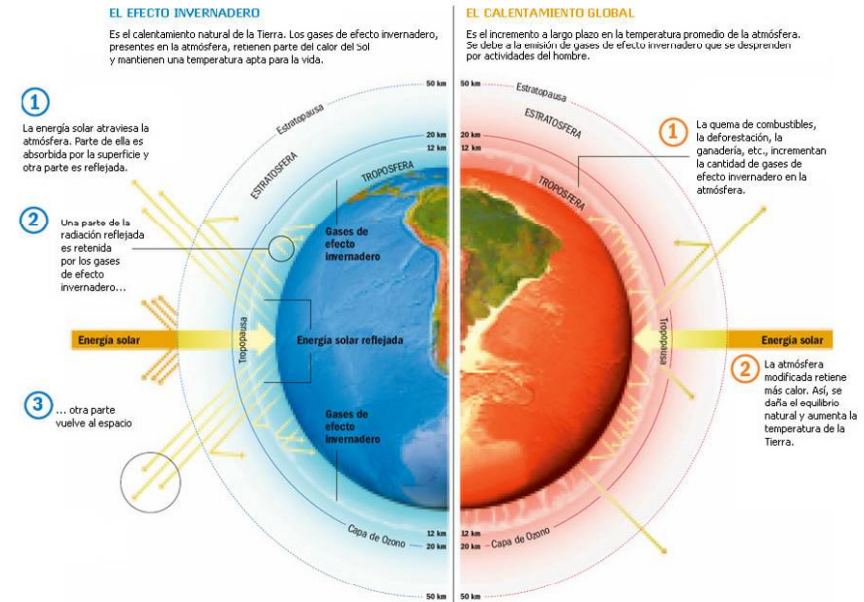 EL EFECTO INVERNADERO
Es el calentamiento natural de la Tierra. Los gases de efecto invernadero,
presentes en la atmósfera, retienen parte del calor del Sol
y mantienen una temperatura apta para la vida.
1
La energía solar atraviesa la
atmósfera. Parte de ella es
absorbida por la superficie y
otra parte es reflejada.
2
Una parte de la
radiación reflejada
es retenida
por los gases
de efecto
invernadero...
Energía solar
3
... otra parte
vuelve al espacio
50 km
Estratopausa
20 km
12 km
ESTRATOSFERA
TROPOSFERA
Gases de
efecto
invernadero
Tropopausa
Energía solar reflejada
Gases de
efecto
invernadero
Capa de Ozono
12 km
20 km
50 km
EL CALENTAMIENTO GLOBAL
Es el incremento a largo plazo en la temperatura promedio de la atmósfera.
Se debe a la emisión de gases de efecto invernadero que se desprenden
por actividades del hombre.
50 km
Estratopausa
ESTRATOSFERA
20 km
12 km
TROPOSFERA
1
La quema de combustibles,
la deforestación, la
ganadería, etc., incrementan
la cantidad de gases de
efecto invernadero en la
atmósfera.
Tropopausa
Energía solar
2
La atmósfera
modificada retiene
más calor. Así, se
daña el equilibrio
natural y aumenta la
temperatura de la
Tierra.
12 km
20 km
Capa de Ozono
50 km